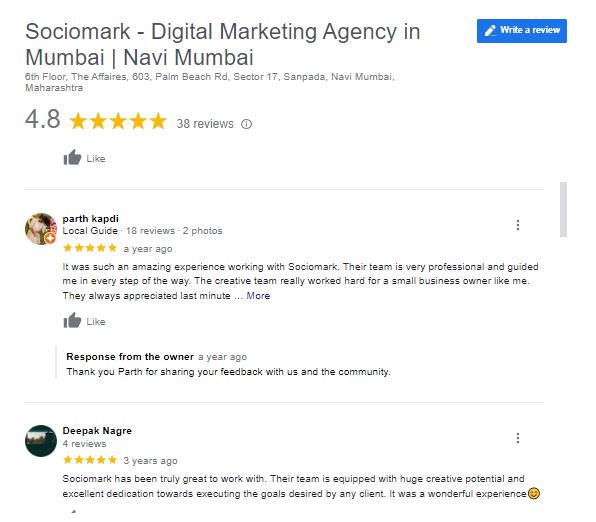 Sociomark - Digital Marketing Agency in
Mumbai | Navi Mumbai
Write a review
6th Floor, The Affaires, 603, Palm Beach Rd, Sector 17, Sanpada, Navi Mumbai,
Maharashtra
4.8 38 reviews
Like
parth kapdi
Local Guide · 18 reviews · 2 photos
a year ago
It was such an amazing experience working with Sociomark. Their team is very professional and guided
me in every step of the way. The creative team really worked hard for a small business owner like me.
They always appreciated last minute ... More
Like
Response from the owner a year ago
Thank you Parth for sharing your feedback with us and the community.
Deepak Nagre
4 reviews
3 years ago
Sociomark has been truly great to work with. Their team is equipped with huge creative potential and
excellent dedication towards executing the goals desired by any client. It was a wonderful experience😊